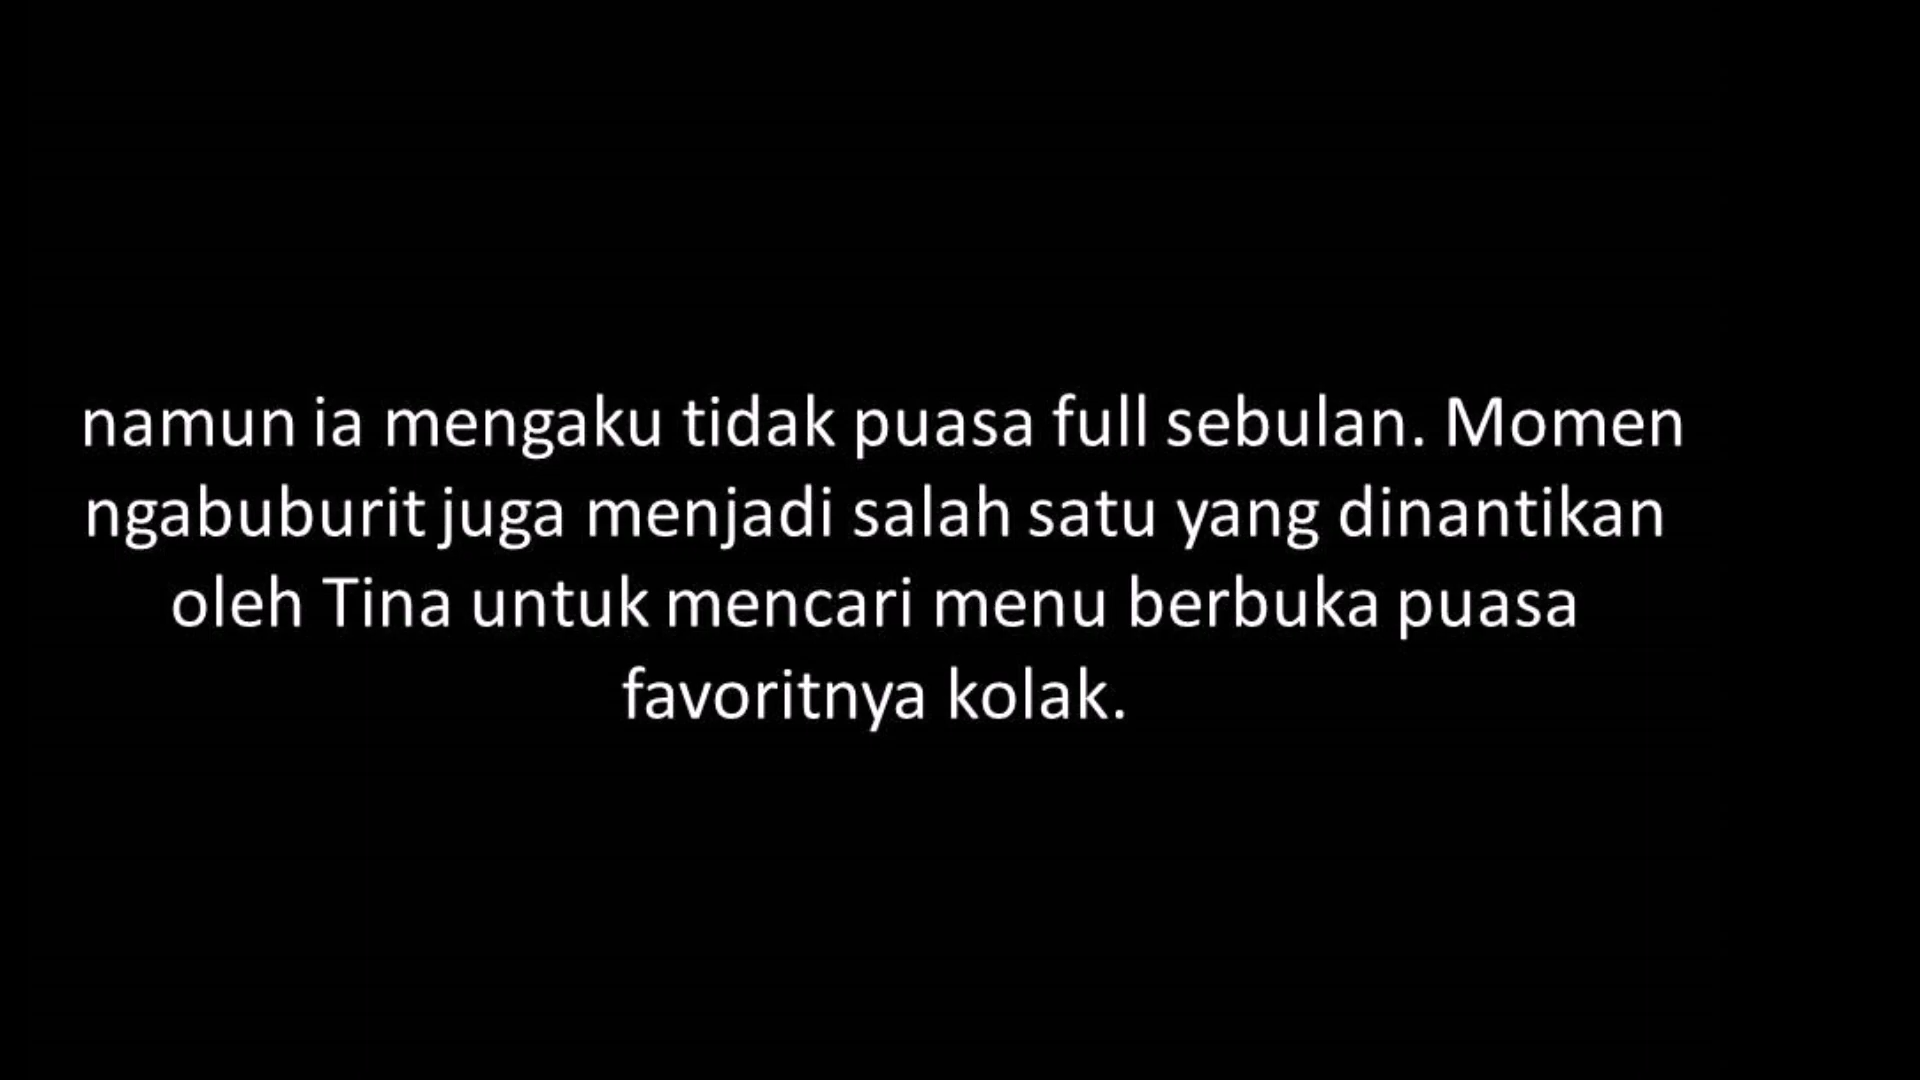 namun ia mengaku tidak puasa full sebulan. Momen
ngabuburit juga menjadi salah satu yang dinantikan
oleh Tina untuk mencari menu berbuka puasa
favoritnya kolak.